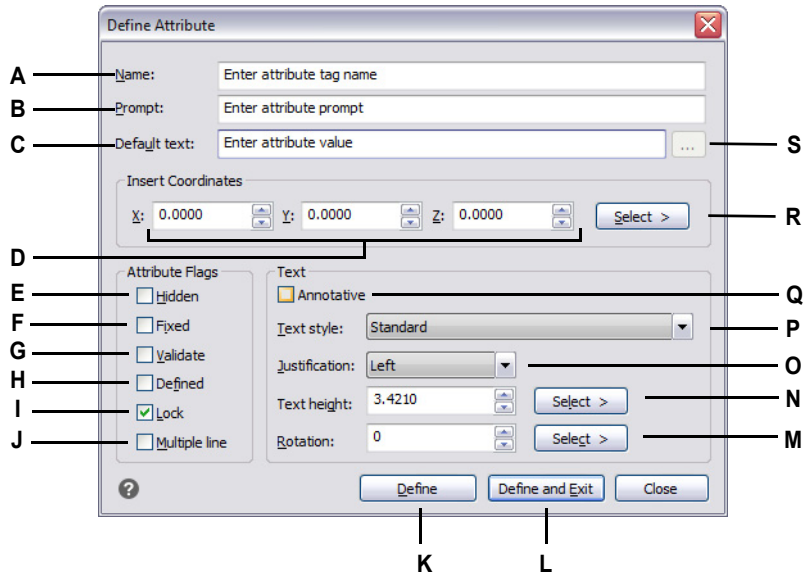 Define Attribute
A Name: Enter attribute tag name
B Prompt: Enter attribute prompt
C Default text: Enter attribute value ... S
Insert Coordinates
X: 0.0000 Y: 0.0000 Z: 0.0000 Select > R
D
Attribute Flags Text
E Hidden Annotative Q
F Fixed Text style: Standard P
G Validate
H Defined Justification: Left O
I Lock Text height: 3.4210 Select > N
J Multiple line Rotation: 0 Select > M
? Define Define and Exit Close
K L